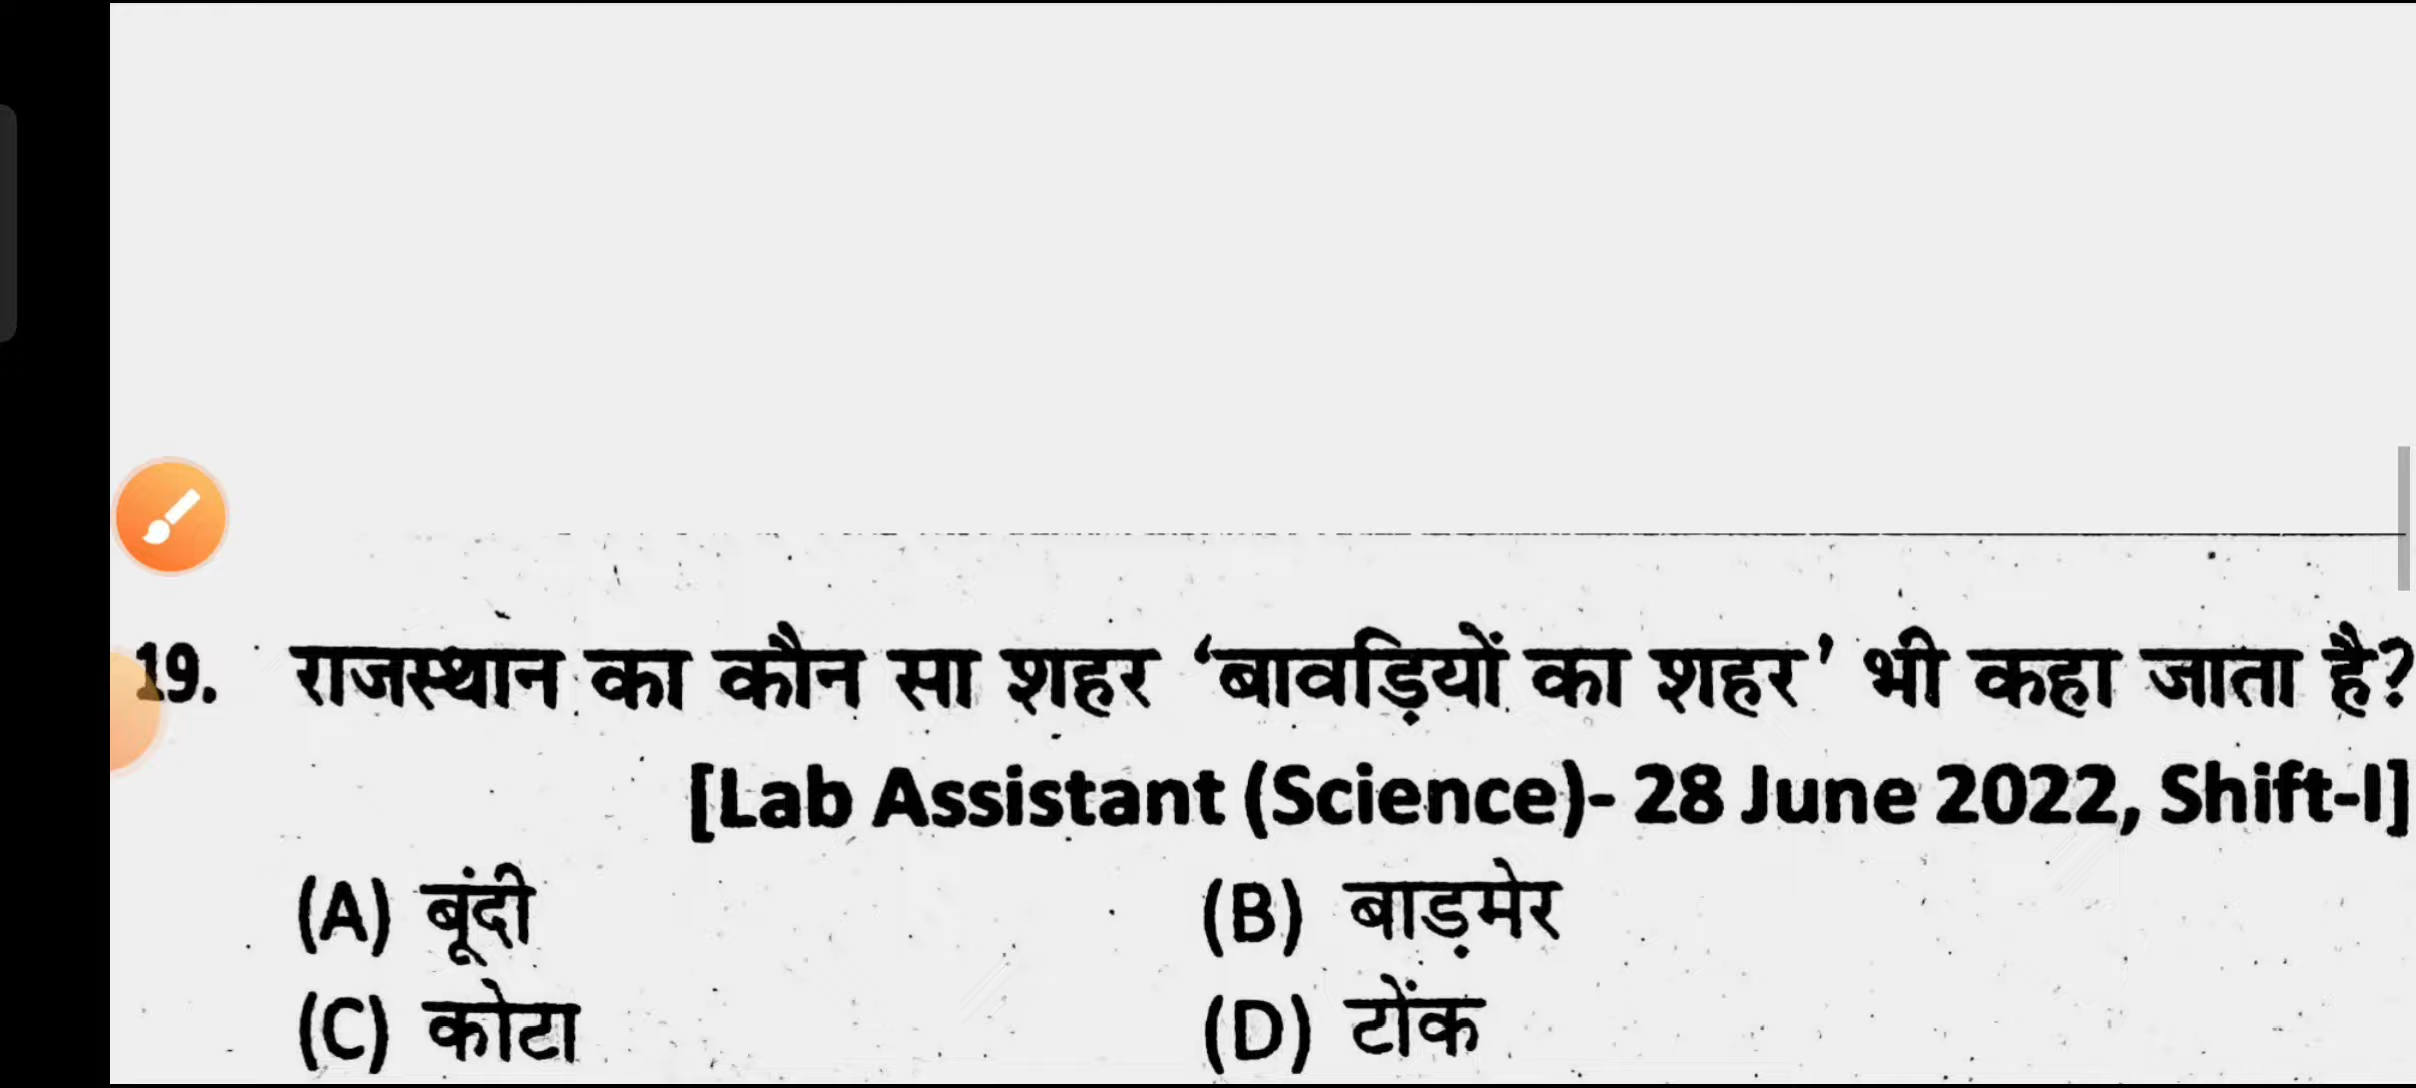 19. राजस्थान का कौन सा शहर ‘बावड़ियों का शहर’ भी कहा जाता है?
[Lab Assistant (Science)- 28 June 2022, Shift-I]
(A) बूंदी (B) बाड़मेर
(C) कोटा (D) टोंक